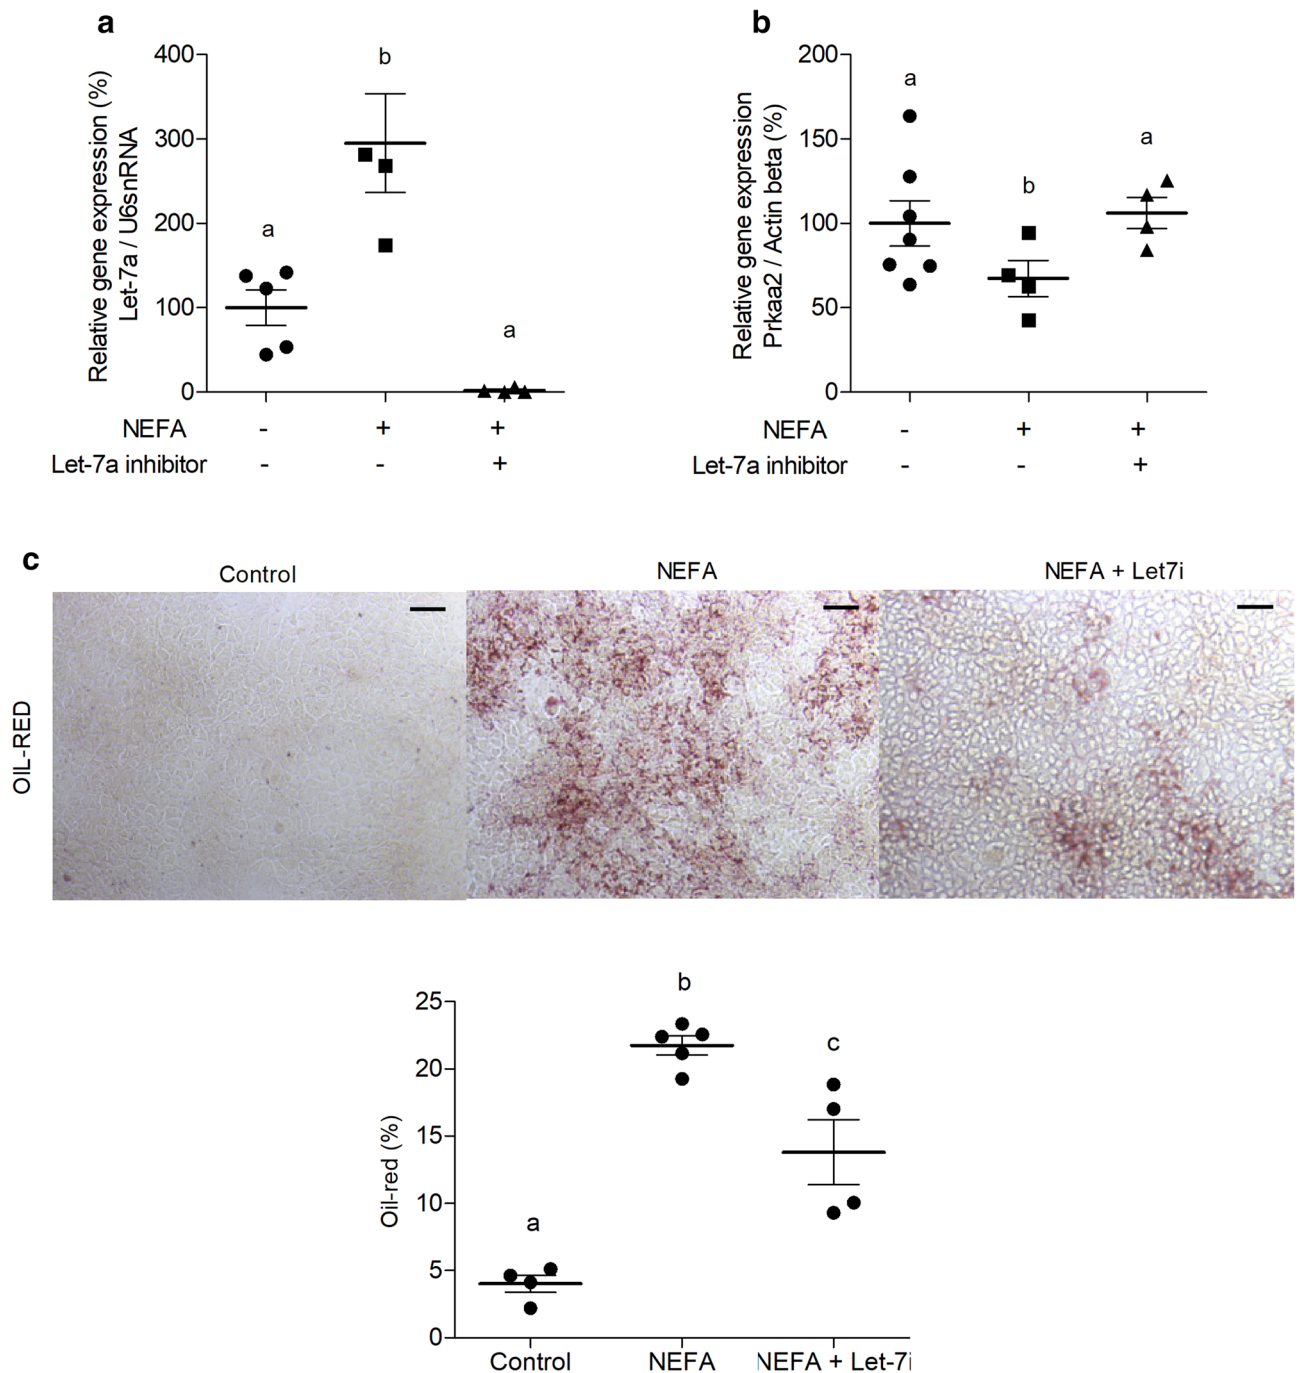 a
Relative gene expression (%)
Let-7a / U6snRNA
400
300
200
100
0
a
b
a
NEFA - + +
Let-7a inhibitor - - +
b
Relative gene expression
Prkaa2 / Actin beta (%)
200
150
100
50
0
a
b
a
NEFA - + +
Let-7a inhibitor - - +
c
Control
NEFA
NEFA + Let7i
OIL-RED
Oil-red (%)
25
20
15
10
5
0
a
b
c
Control
NEFA
NEFA + Let-7i